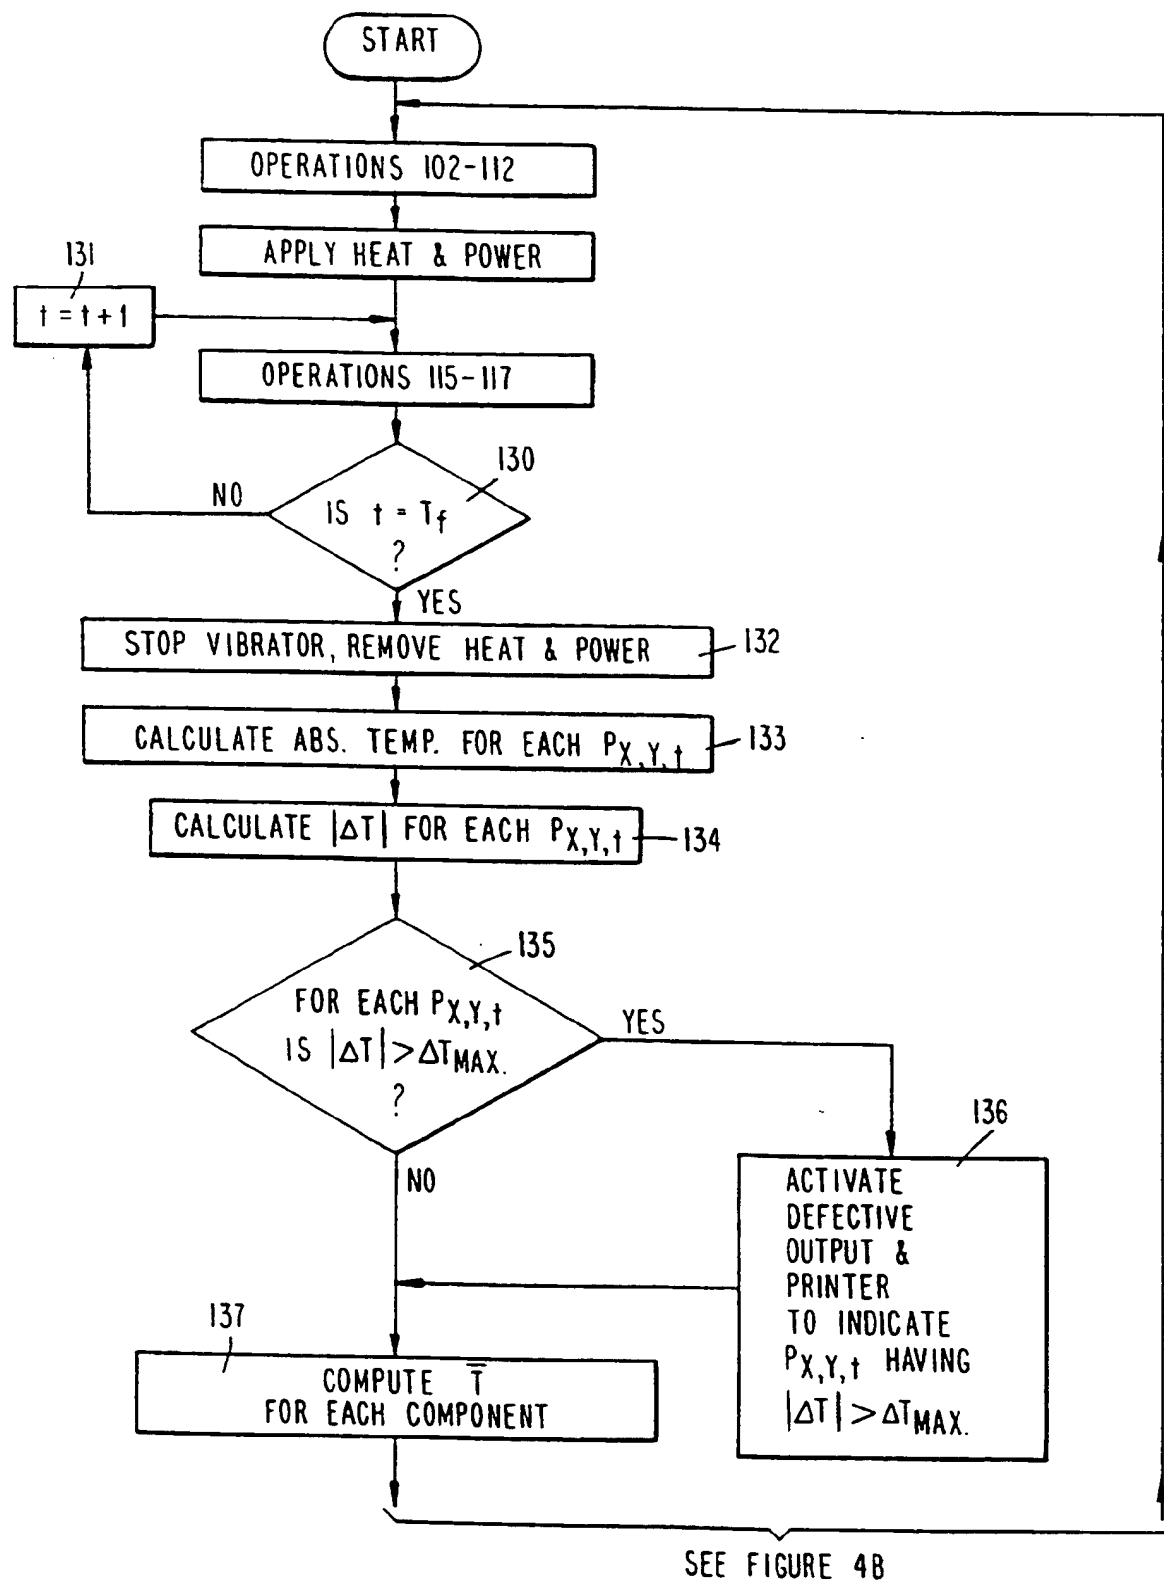 START
OPERATIONS 102-112
APPLY HEAT & POWER
131
t = t + 1
OPERATIONS 115-117
130
NO
IS t = Tf
?
YES
STOP VIBRATOR, REMOVE HEAT & POWER
132
CALCULATE ABS. TEMP. FOR EACH PX,Y,t
133
CALCULATE |ΔT| FOR EACH PX,Y,t
134
135
FOR EACH PX,Y,t
IS |ΔT| > ΔTMAX.
?
YES
NO
136
ACTIVATE
DEFECTIVE
OUTPUT &
PRINTER
TO INDICATE
PX,Y,t HAVING
|ΔT| > ΔTMAX.
137
COMPUTE T̅
FOR EACH COMPONENT
SEE FIGURE 4B